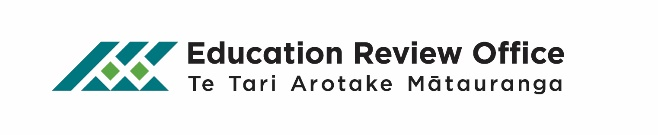 Education Review Office
Te Tari Arotake Mātauranga